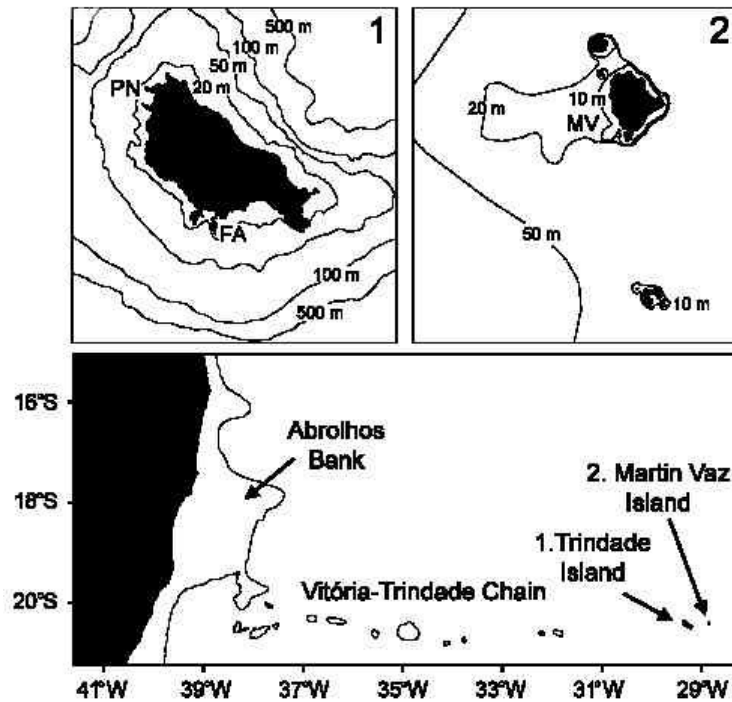 500 m
100 m
50 m
20 m
1
PN
FA
100 m
500 m
2
20 m
10 m
MV
50 m
10 m
16°S
18°S
20°S
Abrolhos
Bank
2. Martin Vaz
Island
1.Trindade
Island
Vitória-Trindade Chain
41°W 39°W 37°W 35°W 33°W 31°W 29°W